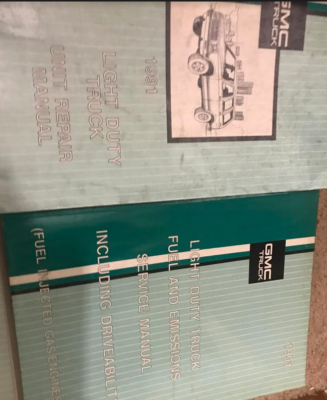 GMC
TRUCK
1991
LIGHT DUTY
TRUCK
UNIT REPAIR
MANUAL
GMC
TRUCK
LIGHT DUTY TRUCK
FUEL AND EMISSIONS
SERVICE MANUAL
INCLUDING DRIVEABILIT
(FUEL INJECTED GAS ENGINES